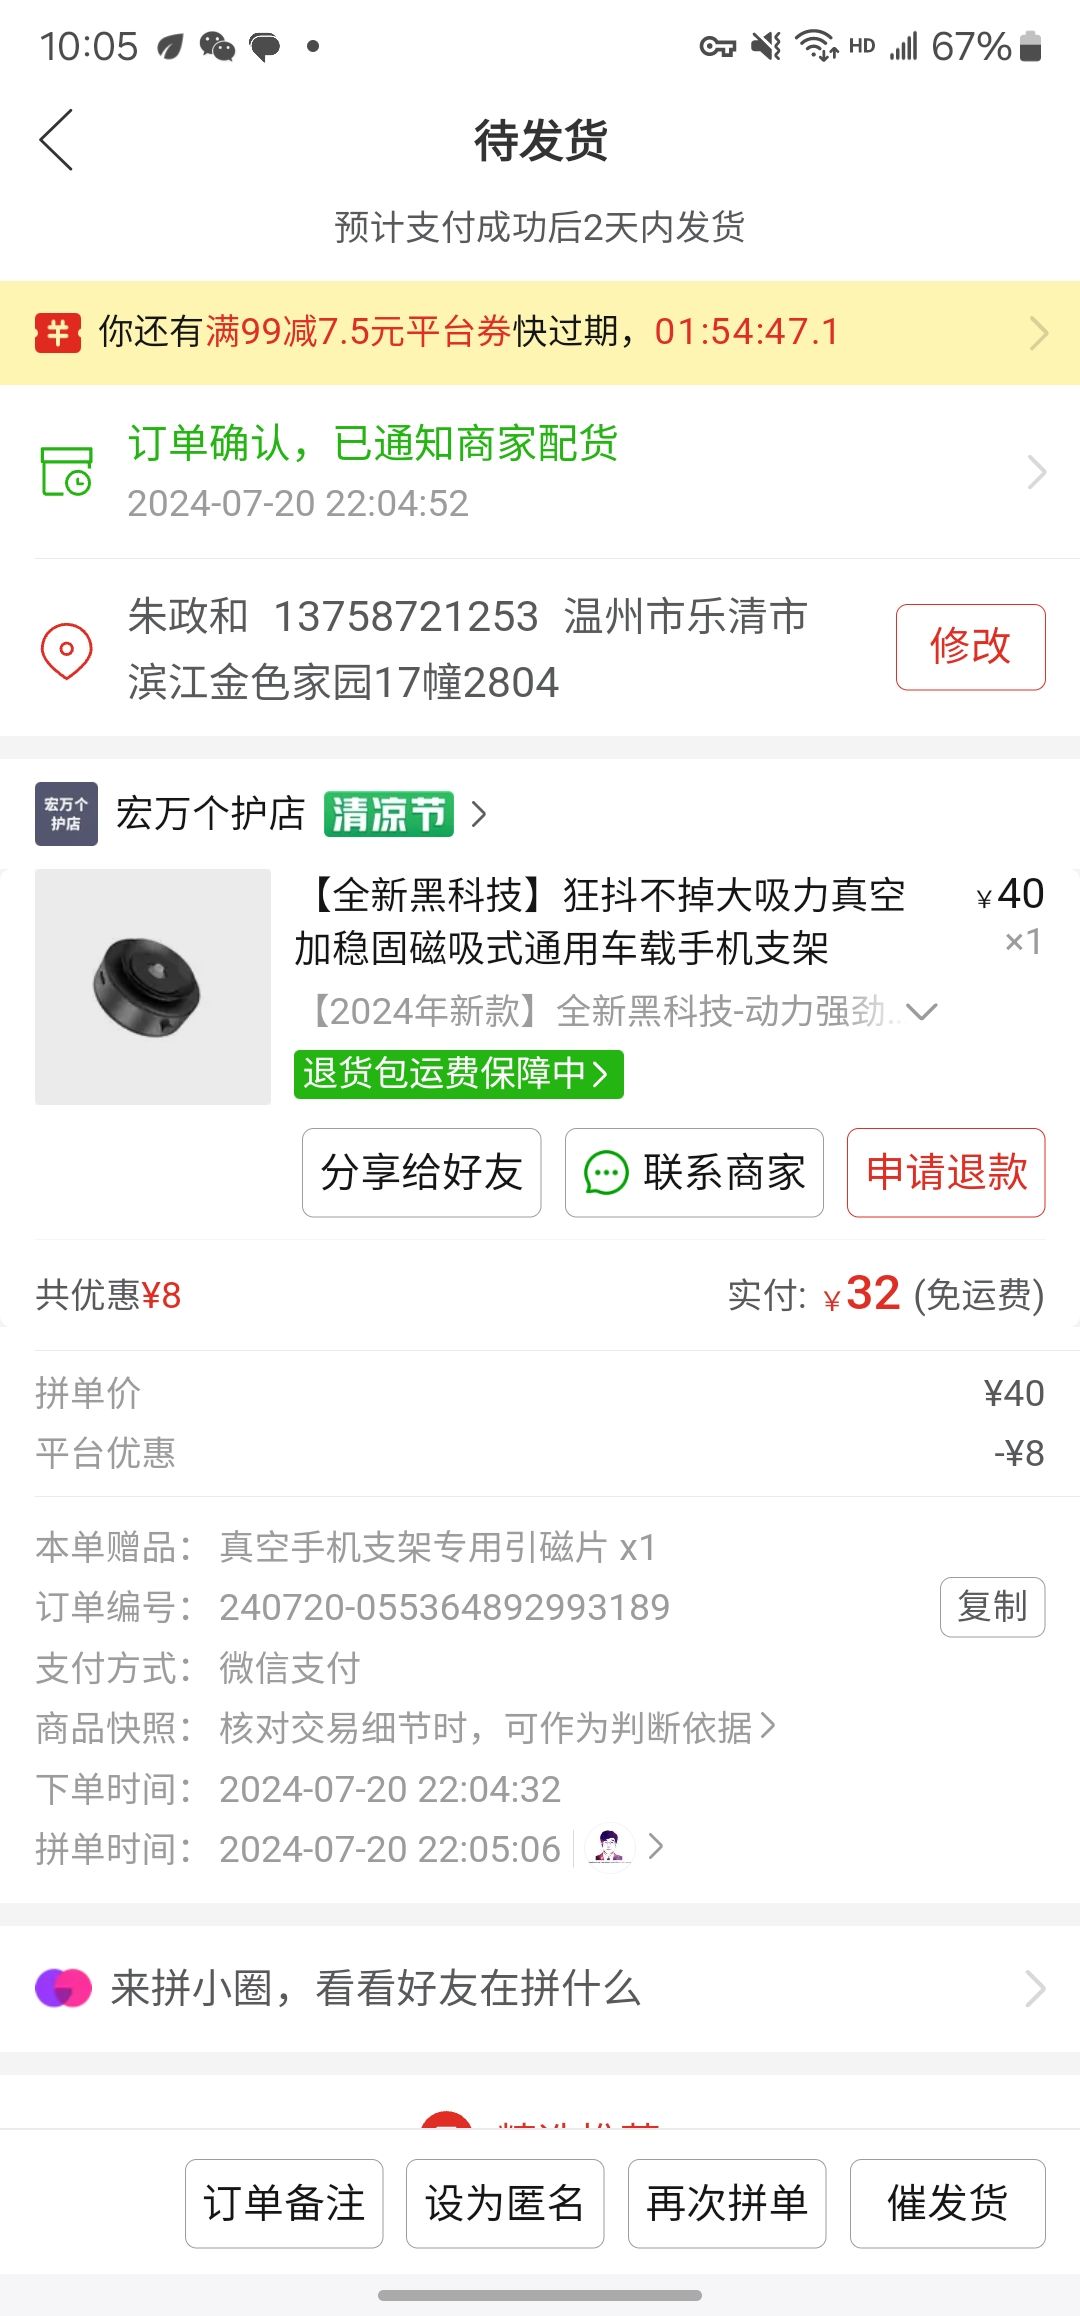 10:05 HD 67%
待发货
预计支付成功后2天内发货
你还有满99减7.5元平台券快过期，01:54:47.1
订单确认，已通知商家配货
2024-07-20 22:04:52
朱政和 13758721253 温州市乐清市
滨江金色家园17幢2804
修改
宏万个
护店
宏万个护店 清凉节
【全新黑科技】狂抖不掉大吸力真空
加稳固磁吸式通用车载手机支架
¥40
×1
【2024年新款】全新黑科技-动力强劲..
退货包运费保障中
分享给好友 联系商家 申请退款
共优惠¥8 实付: ¥32 (免运费)
拼单价 ¥40
平台优惠 -¥8
本单赠品： 真空手机支架专用引磁片 x1
订单编号： 240720-055364892993189 复制
支付方式： 微信支付
商品快照： 核对交易细节时，可作为判断依据
下单时间： 2024-07-20 22:04:32
拼单时间： 2024-07-20 22:05:06
来拼小圈，看看好友在拼什么
订单备注 设为匿名 再次拼单 催发货